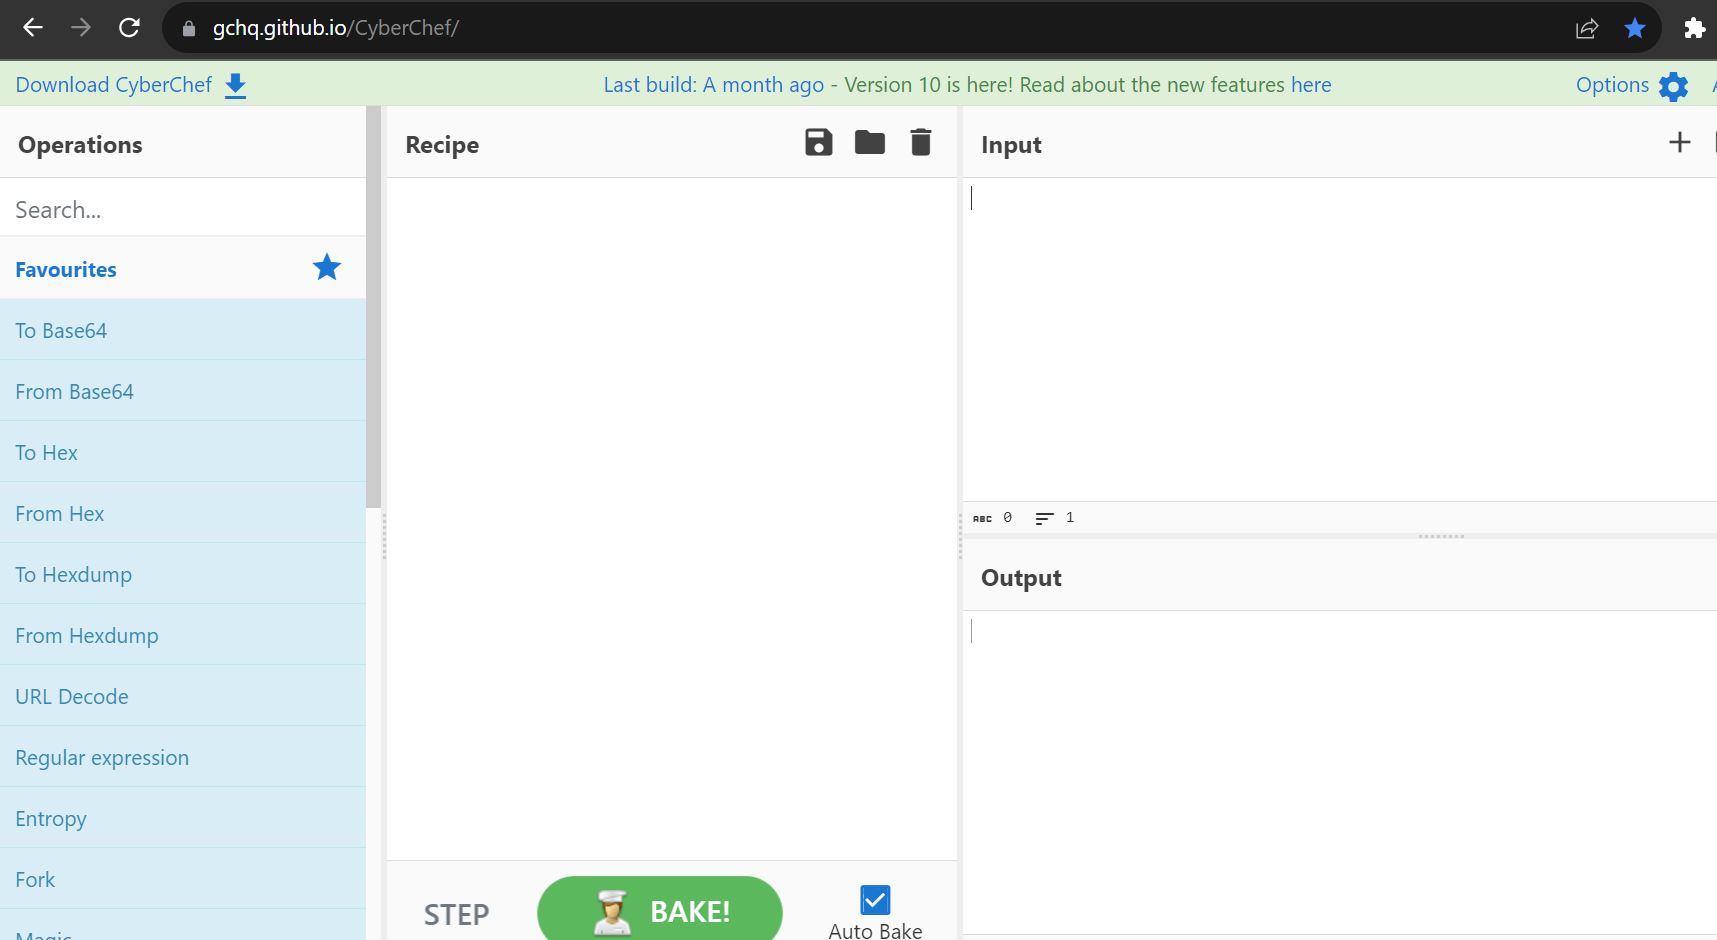 gchq.github.io/CyberChef/
Download CyberChef
Last build: A month ago - Version 10 is here! Read about the new features here
Options
Operations
Recipe
Input
Search...
Favourites
To Base64
From Base64
To Hex
From Hex
ABC 0 1
To Hexdump
Output
From Hexdump
URL Decode
Regular expression
Entropy
Fork
STEP
BAKE!
Auto Bake
Magic